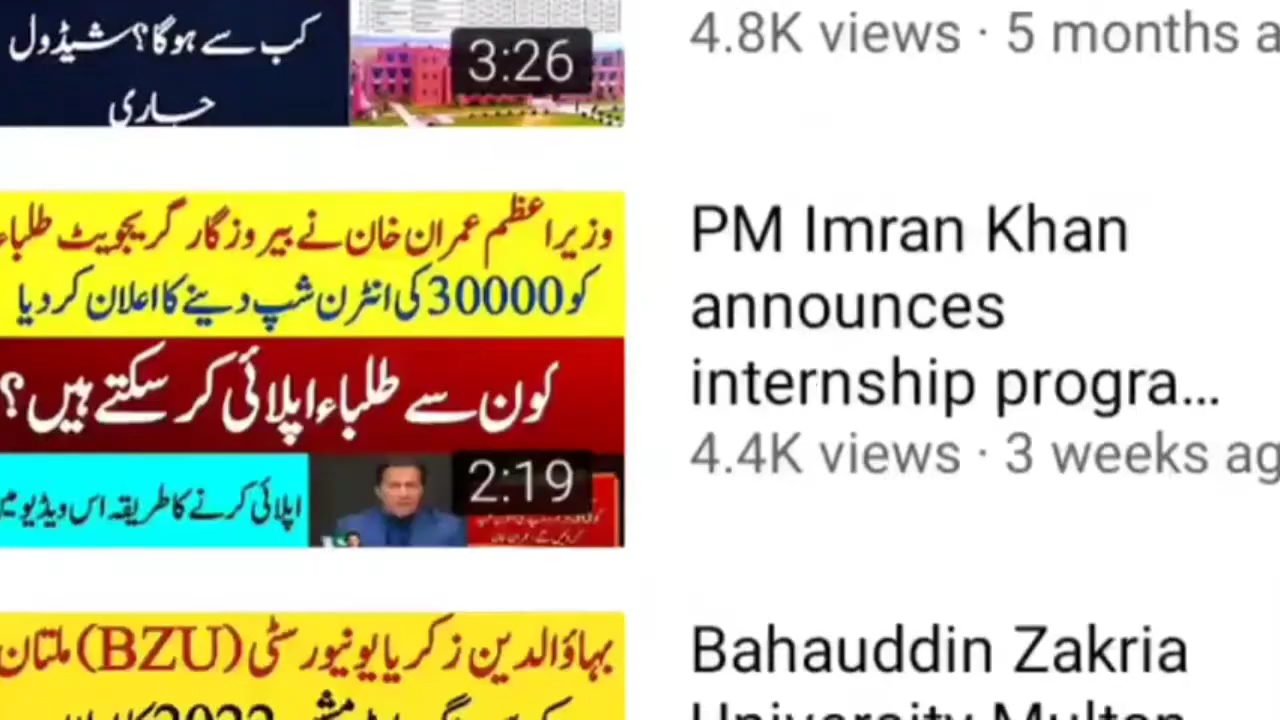 کب سے ہوگا؟ شیڈول
جاری
3:26
4.8K views · 5 months a
وزیراعظم عمران خان نے بیروزگار گریجویٹ طلباء
کو 30000 کی انٹرن شپ دینے کا اعلان کر دیا
کون سے طلباء اپلائی کر سکتے ہیں؟
اپلائی کرنے کا طریقہ اس ویڈیو میں
2:19
PM Imran Khan
announces
internship progra...
4.4K views · 3 weeks ag
بہاؤالدین زکریا یونیورسٹی (BZU) ملتان
Bahauddin Zakria
University Multan